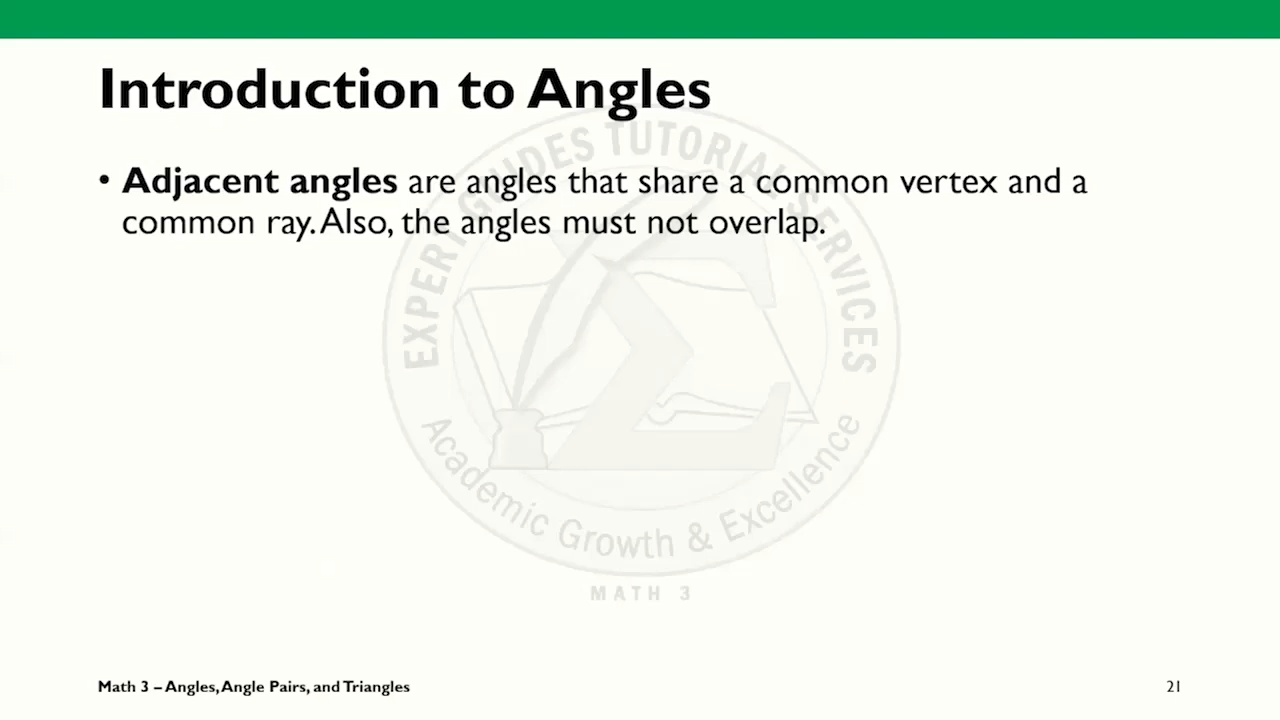 Introduction to Angles
• Adjacent angles are angles that share a common vertex and a
common ray. Also, the angles must not overlap.
EXPERT GUIDES TUTORIAL SERVICES
Academic Growth & Excellence
MATH 3
Math 3 – Angles, Angle Pairs, and Triangles
21